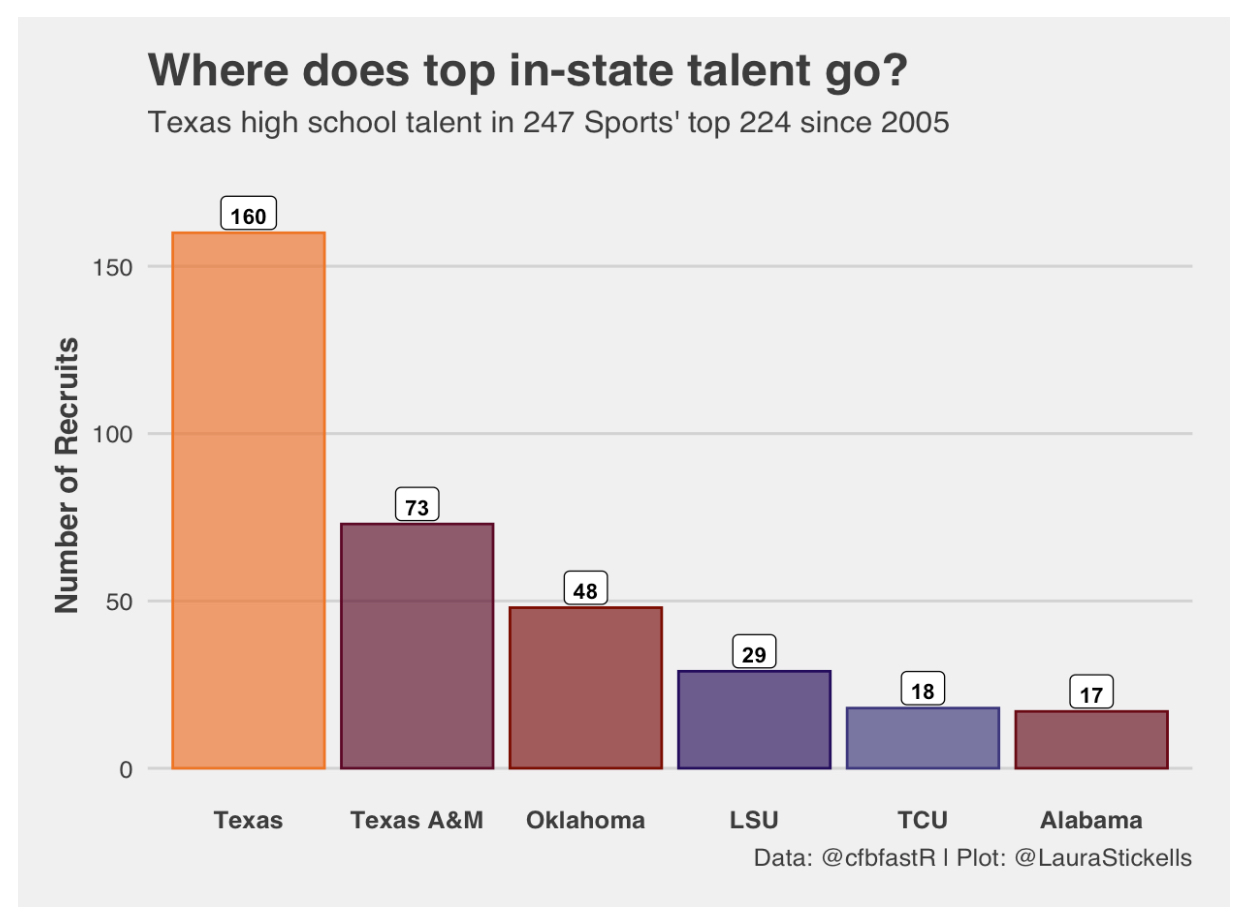 Where does top in-state talent go?
Texas high school talent in 247 Sports' top 224 since 2005
Number of Recruits
150
100
50
0
160
73
48
29
18
17
Texas
Texas A&M
Oklahoma
LSU
TCU
Alabama
Data: @cfbfastR | Plot: @LauraStickells